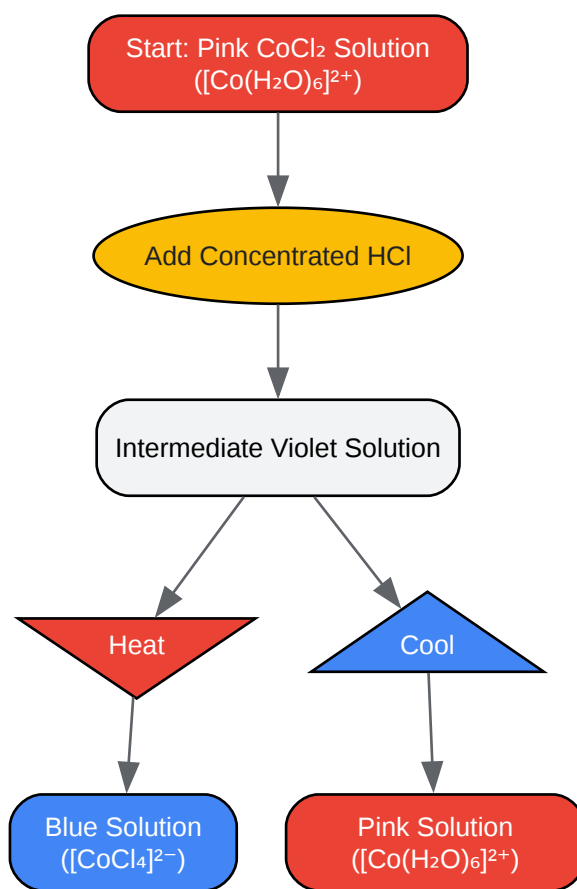 Start: Pink CoCl₂ Solution
([Co(H₂O)₆]²⁺)
Add Concentrated HCl
Intermediate Violet Solution
Heat
Cool
Blue Solution
([CoCl₄]²⁻)
Pink Solution
([Co(H₂O)₆]²⁺)